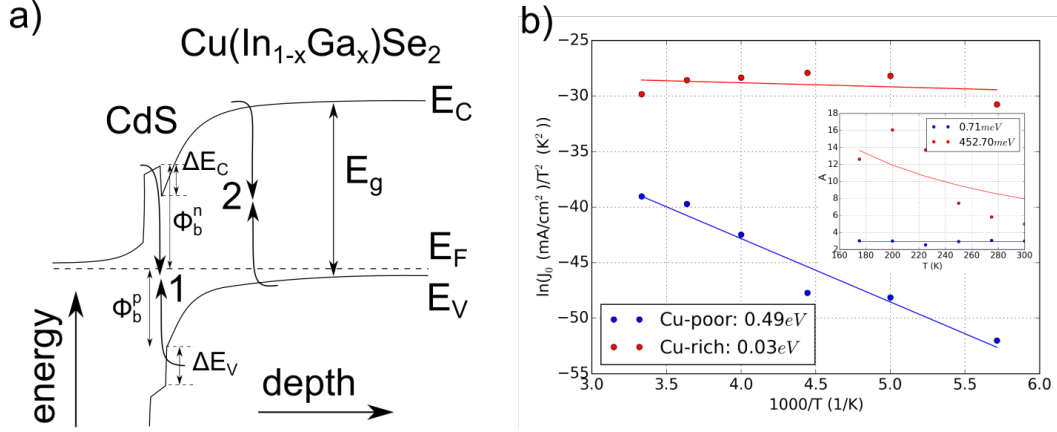 a)
Cu(In1-xGax)Se2
CdS
EC
ΔEC
Eg
2
Φbn
EF
1
EV
Φbp
ΔEV
energy
depth
b)
−25
−30
−35
−40
−45
−50
−55
3.0 3.5 4.0 4.5 5.0 5.5 6.0
1000/T (1/K)
ln(J0 (mA/cm2)/T2 (K2))
Cu-poor: 0.49eV
Cu-rich: 0.03eV
18
16
14
12
10
8
6
4
2
160 180 200 220 240 260 280 300
T (K)
A
0.71meV
452.70meV